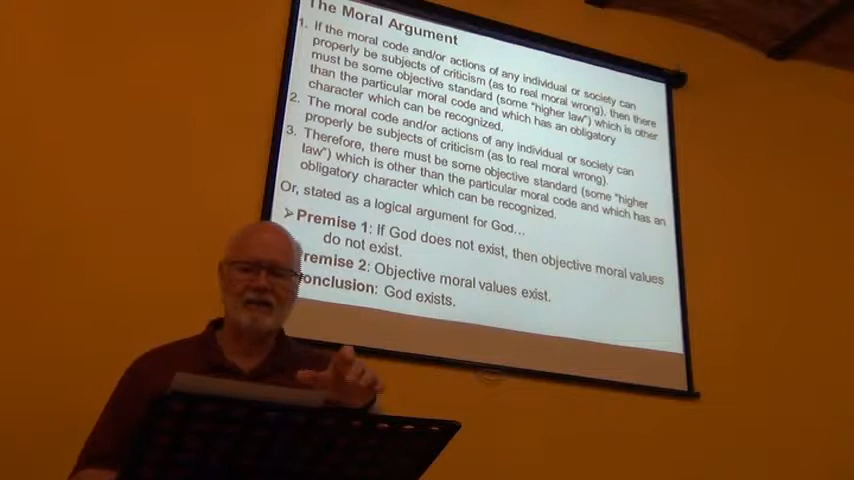 The Moral Argument
1. If the moral code and/or actions of any individual or society can
properly be subjects of criticism (as to real moral wrong), then there
must be some objective standard (some "higher law") which is other
than the particular moral code and which has an obligatory
character which can be recognized.
2. The moral code and/or actions of any individual or society can
properly be subjects of criticism (as to real moral wrong).
3. Therefore, there must be some objective standard (some "higher
law") which is other than the particular moral code and which has an
obligatory character which can be recognized.
Or, stated as a logical argument for God...
➢Premise 1: If God does not exist, then objective moral values
do not exist.
remise 2: Objective moral values exist.
onclusion: God exists.